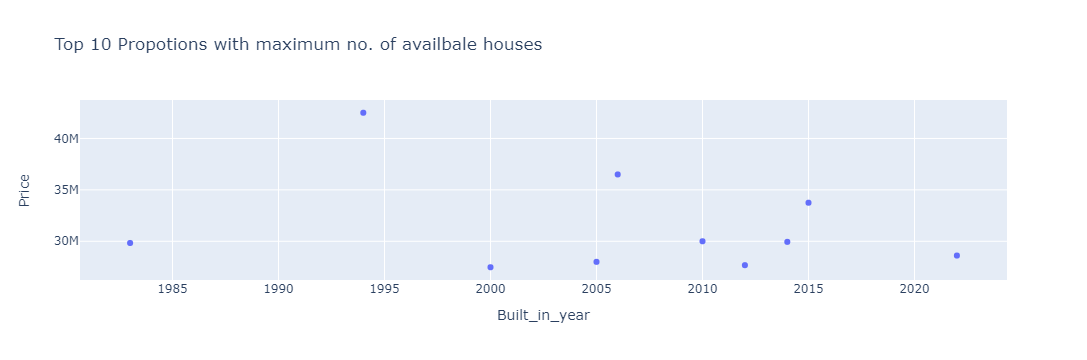 Top 10 Propotions with maximum no. of availbale houses
Price
40M
35M
30M
1985 1990 1995 2000 2005 2010 2015 2020
Built_in_year